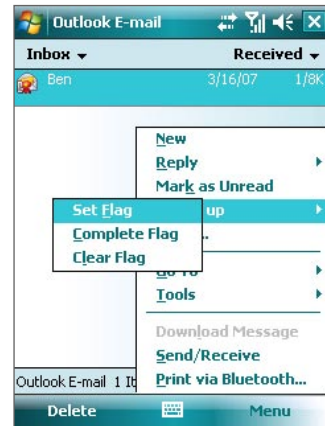 Outlook E-mail
Inbox Received
Ben 3/16/07 1/8K
New
Reply
Mark as Unread
up
Set Flag
Complete Flag
Clear Flag
...
Tools
Download Message
Send/Receive
Print via Bluetooth...
Outlook E-mail 1 It
Delete Menu